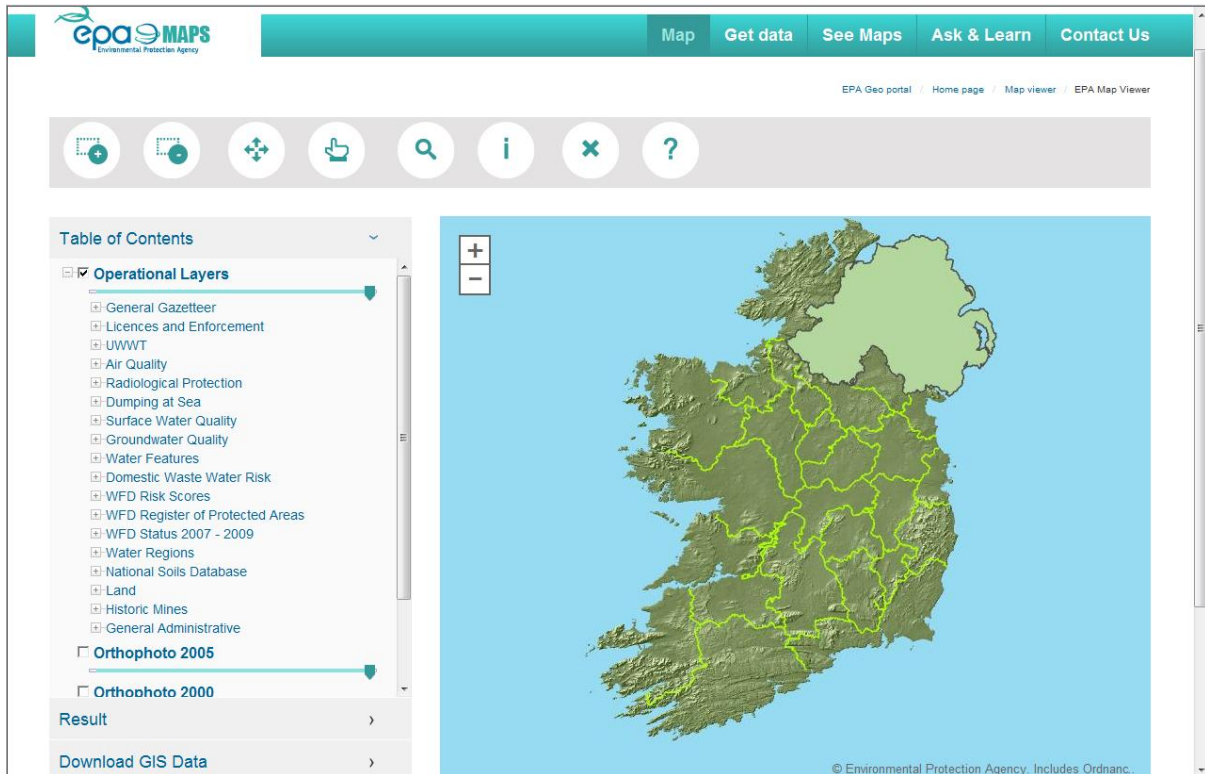 epa MAPS
Environmental Protection Agency
Map Get data See Maps Ask & Learn Contact Us
EPA Geo portal / Home page / Map viewer / EPA Map Viewer
+ - i ?
Table of Contents
Operational Layers
General Gazetteer
Licences and Enforcement
UWWT
Air Quality
Radiological Protection
Dumping at Sea
Surface Water Quality
Groundwater Quality
Water Features
Domestic Waste Water Risk
WFD Risk Scores
WFD Register of Protected Areas
WFD Status 2007 - 2009
Water Regions
National Soils Database
Land
Historic Mines
General Administrative
Orthophoto 2005
Orthophoto 2000
Result
Download GIS Data
+
−
© Environmental Protection Agency, Includes Ordnanc...